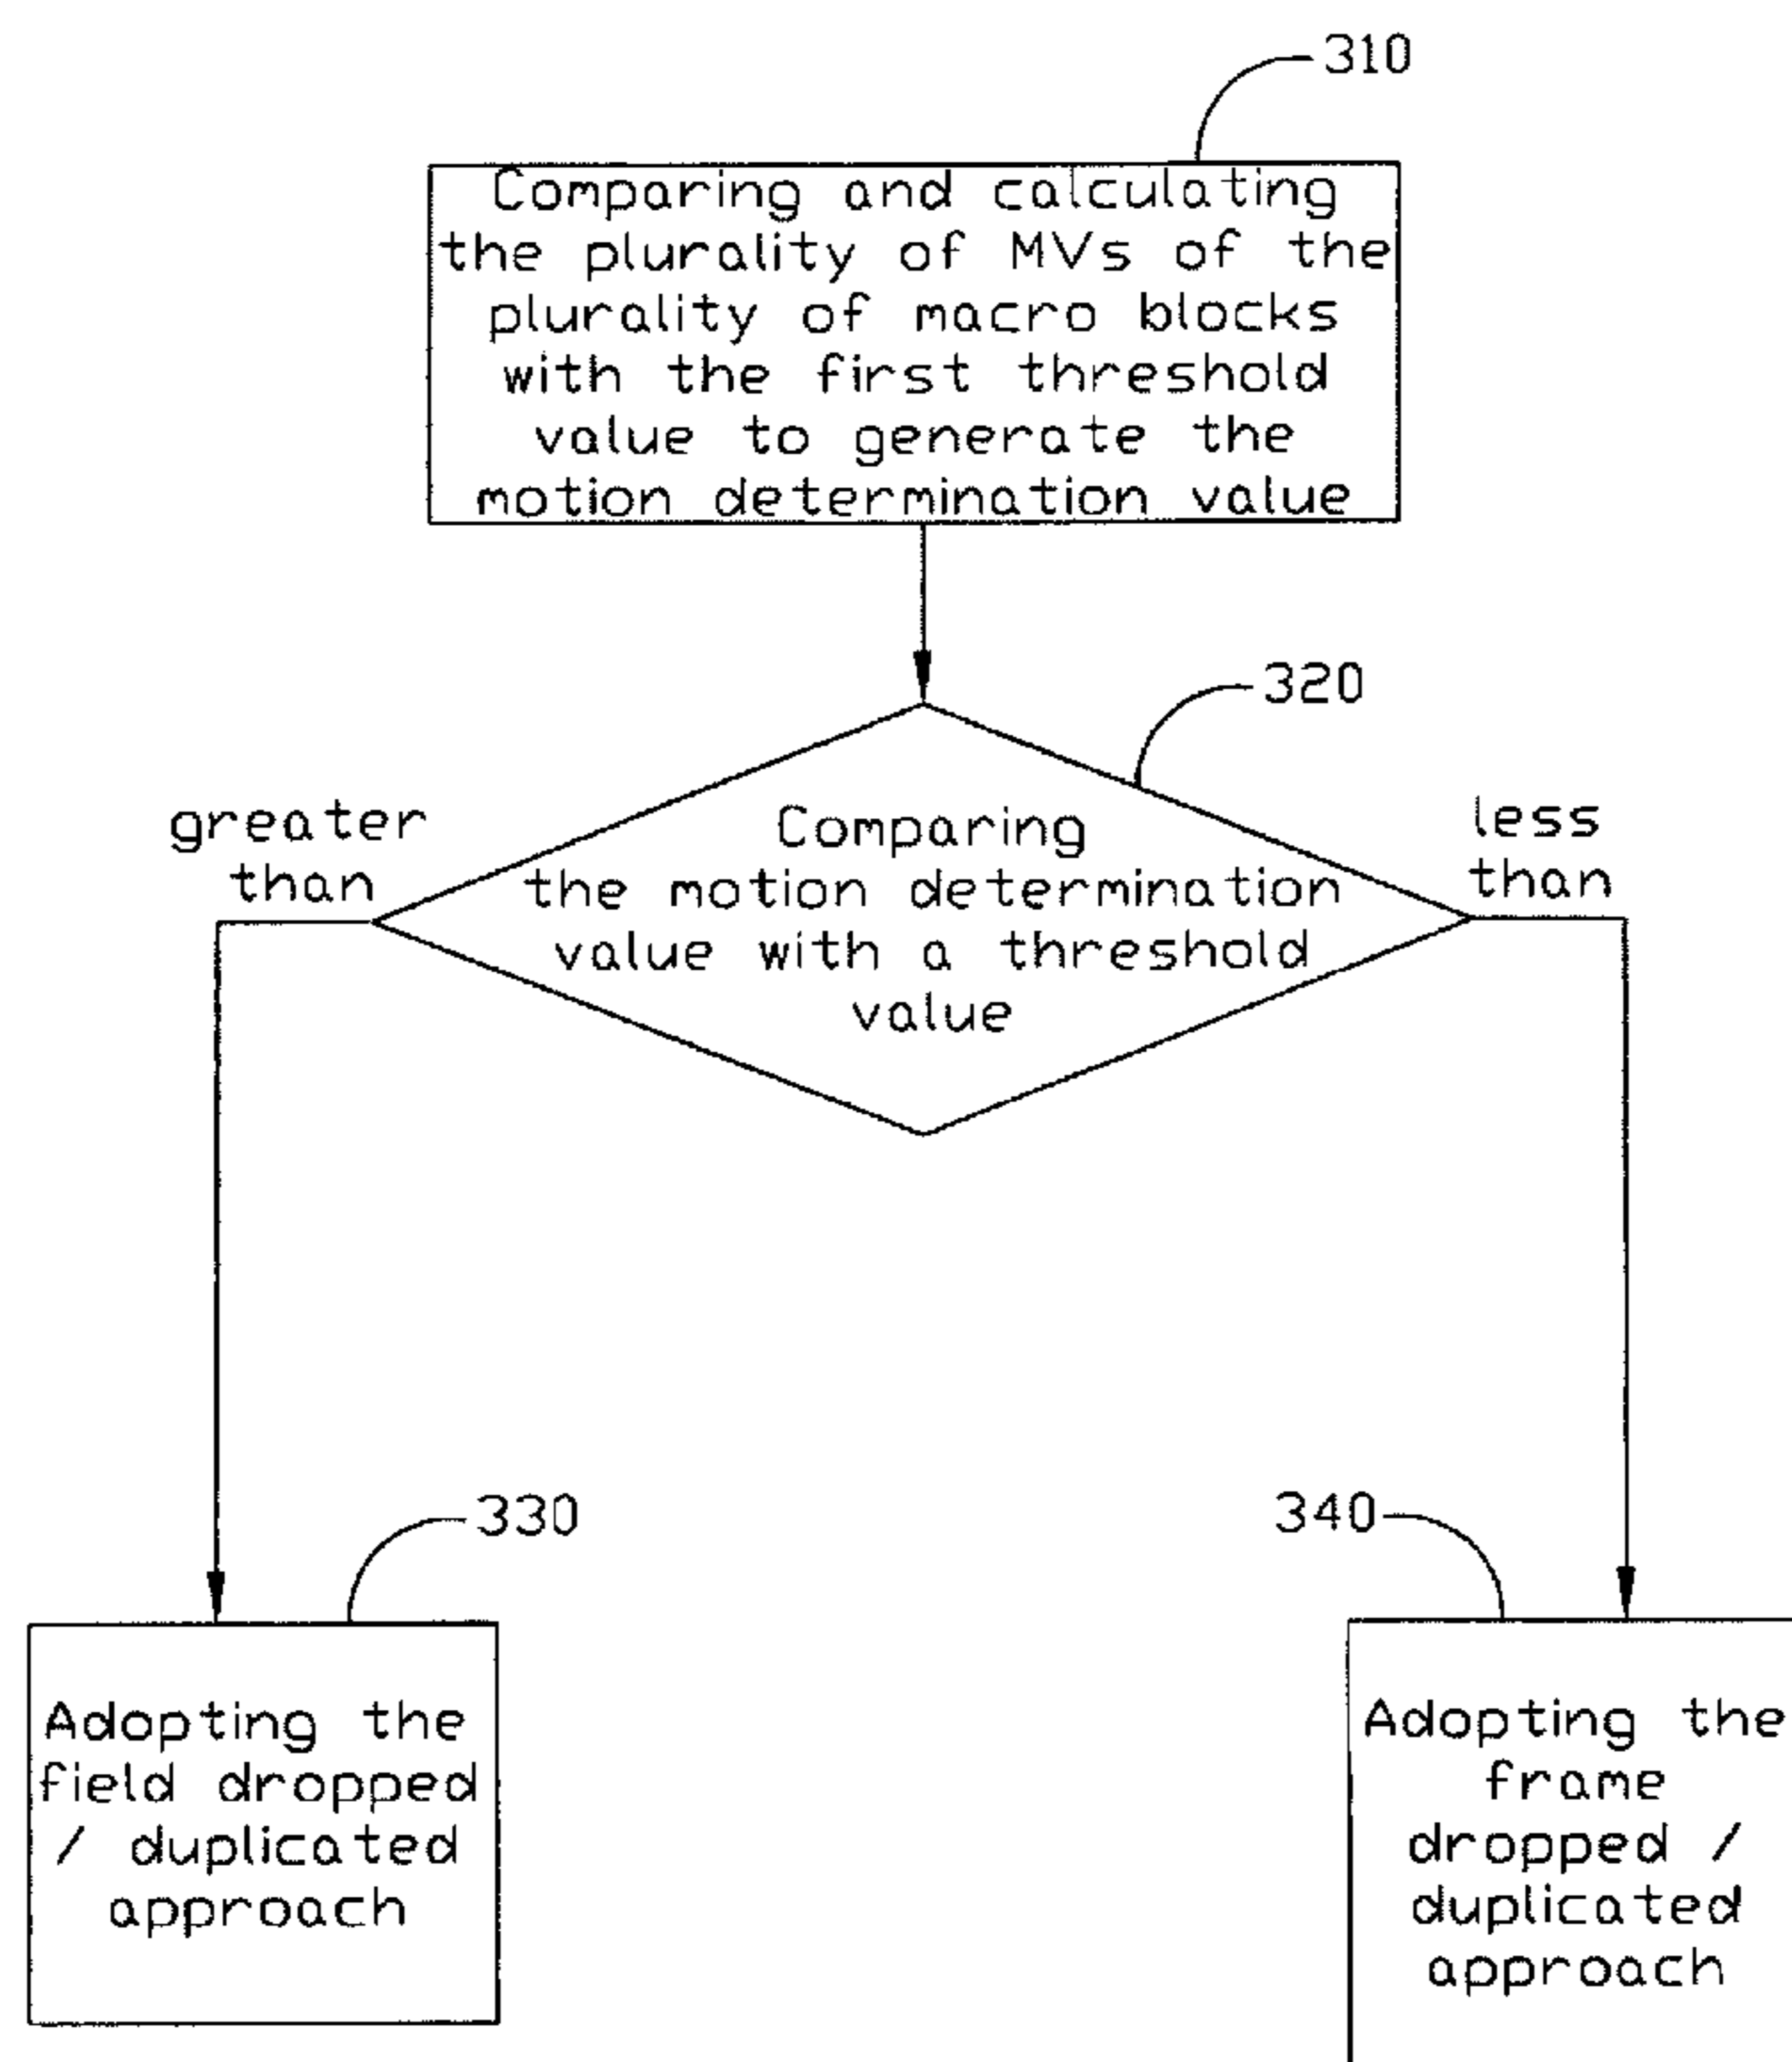 310
Comparing and calculating
the plurality of MVs of the
plurality of macro blocks
with the first threshold
value to generate the
motion determination value
320
greater
than
Comparing
the motion determination
value with a threshold
value
less
than
330
Adopting the
field dropped
/ duplicated
approach
340
Adopting the
frame
dropped /
duplicated
approach